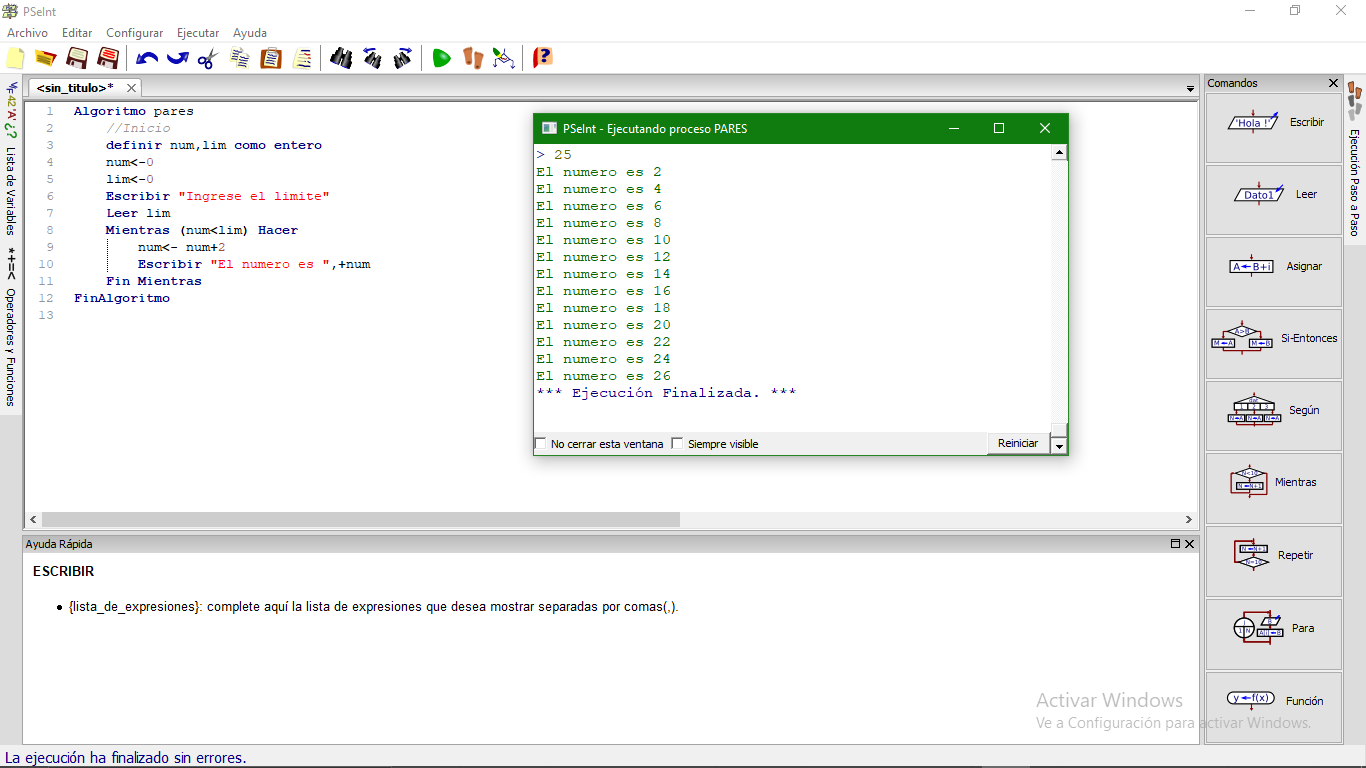 PSeInt
Archivo Editar Configurar Ejecutar Ayuda
<sin_titulo>*
1 Algoritmo pares
2 //Inicio
3 definir num,lim como entero
4 num<-0
5 lim<-0
6 Escribir "Ingrese el limite"
7 Leer lim
8 Mientras (num<lim) Hacer
9 num<- num+2
10 Escribir "El numero es ",+num
11 Fin Mientras
12 FinAlgoritmo
13
*+=< Operadores y Funciones
42 'A' ¿? Lista de Variables
PSeInt - Ejecutando proceso PARES
> 25
El numero es 2
El numero es 4
El numero es 6
El numero es 8
El numero es 10
El numero es 12
El numero es 14
El numero es 16
El numero es 18
El numero es 20
El numero es 22
El numero es 24
El numero es 26
*** Ejecución Finalizada. ***
No cerrar esta ventana Siempre visible Reiniciar
Comandos
'Hola !' Escribir
Dato1 Leer
A←B+i Asignar
A>B M←A M←B Si-Entonces
Según
Mientras
Repetir
Para
y←f(x) Función
Ejecución Paso a Paso
Ayuda Rápida
ESCRIBIR
• {lista_de_expresiones}: complete aquí la lista de expresiones que desea mostrar separadas por comas(,).
Activar Windows
Ve a Configuración para activar Windows.
La ejecución ha finalizado sin errores.